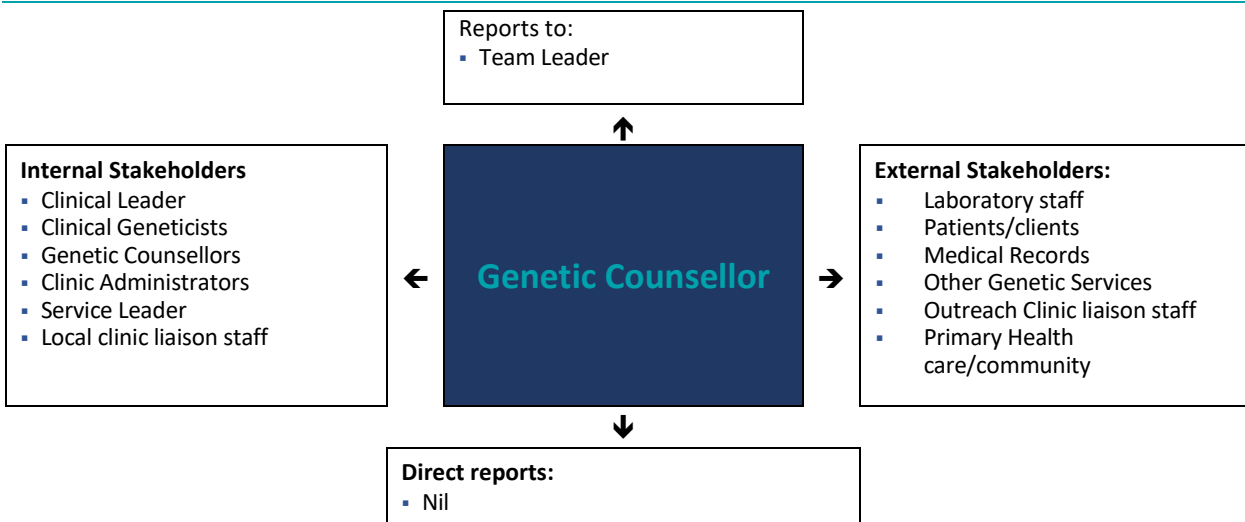 Reports to:
▪ Team Leader
Internal Stakeholders
▪ Clinical Leader
▪ Clinical Geneticists
▪ Genetic Counsellors
▪ Clinic Administrators
▪ Service Leader
▪ Local clinic liaison staff
Genetic Counsellor
External Stakeholders:
▪ Laboratory staff
▪ Patients/clients
▪ Medical Records
▪ Other Genetic Services
▪ Outreach Clinic liaison staff
▪ Primary Health
care/community
Direct reports:
▪ Nil